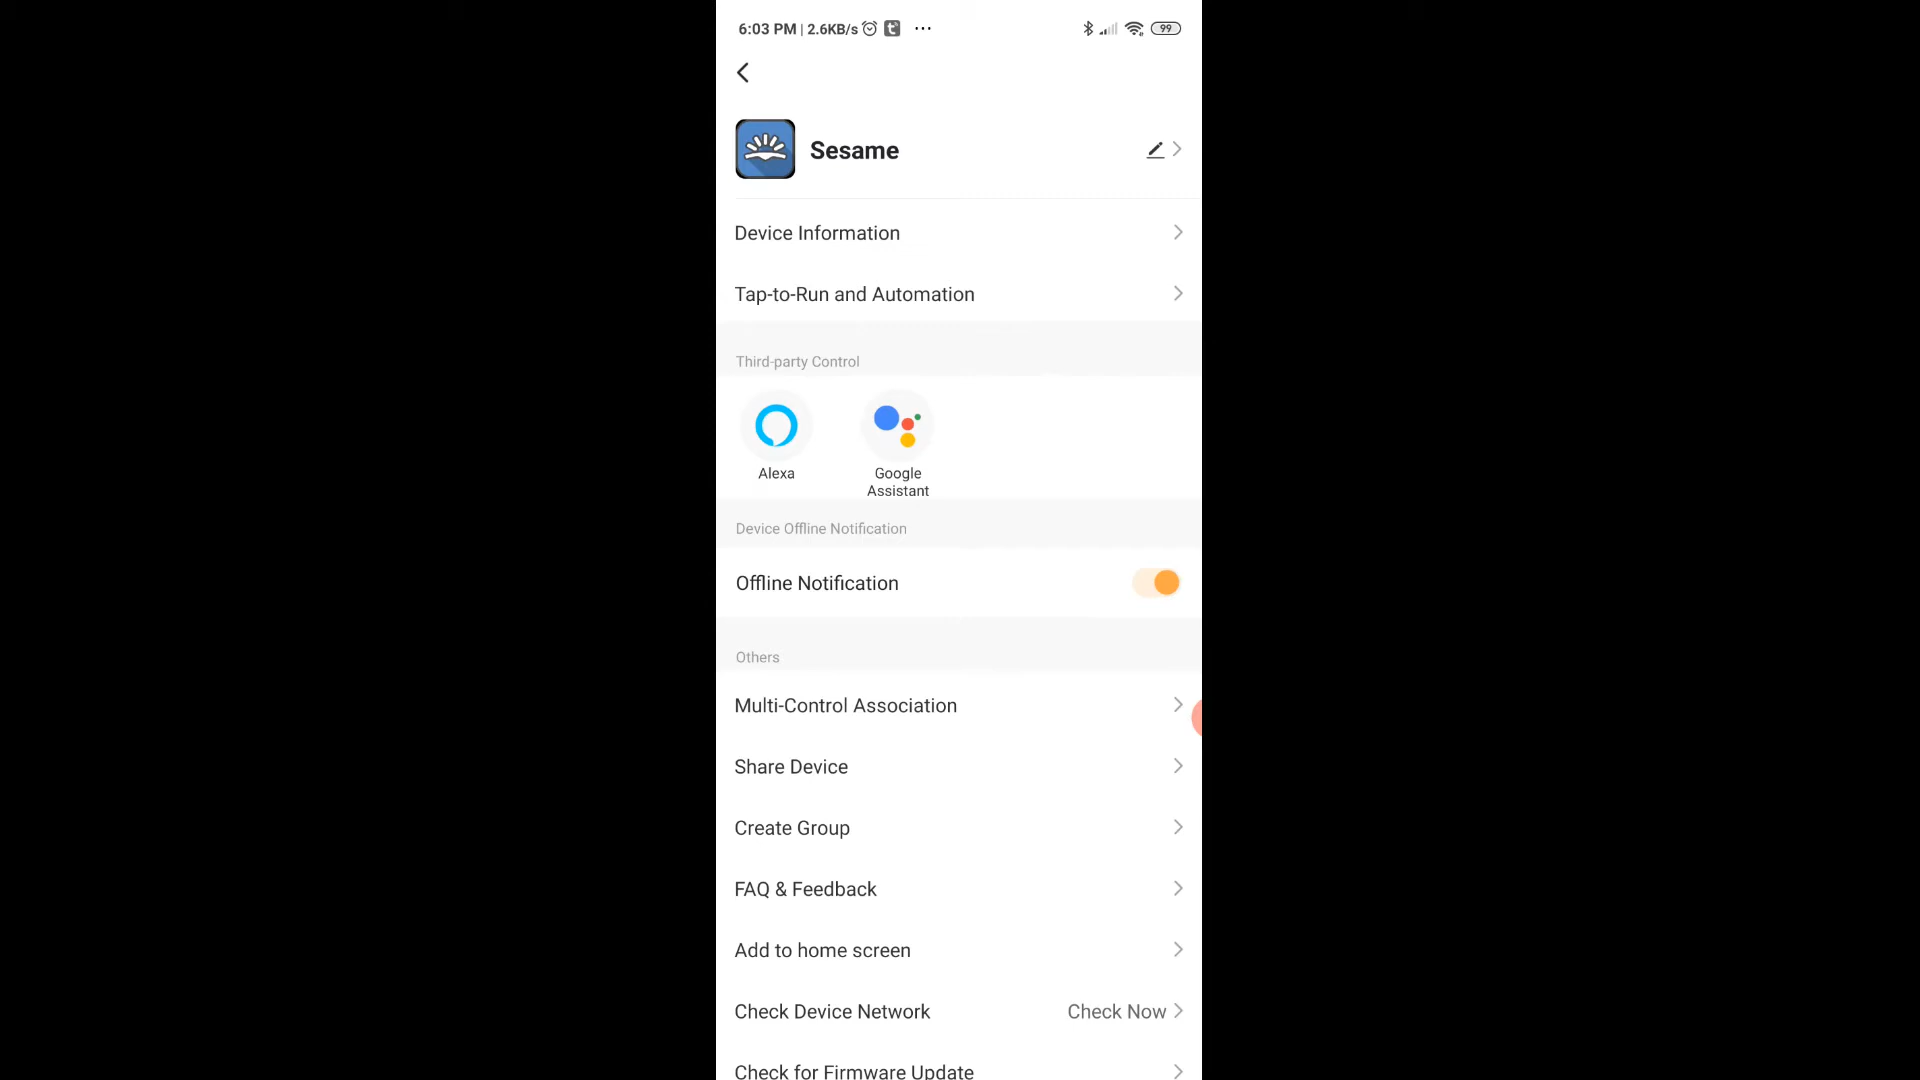 6:03 PM | 2.6KB/s ...
99
Sesame
Device Information
Tap-to-Run and Automation
Third-party Control
Alexa
Google
Assistant
Device Offline Notification
Offline Notification
Others
Multi-Control Association
Share Device
Create Group
FAQ & Feedback
Add to home screen
Check Device Network Check Now
Check for Firmware Update